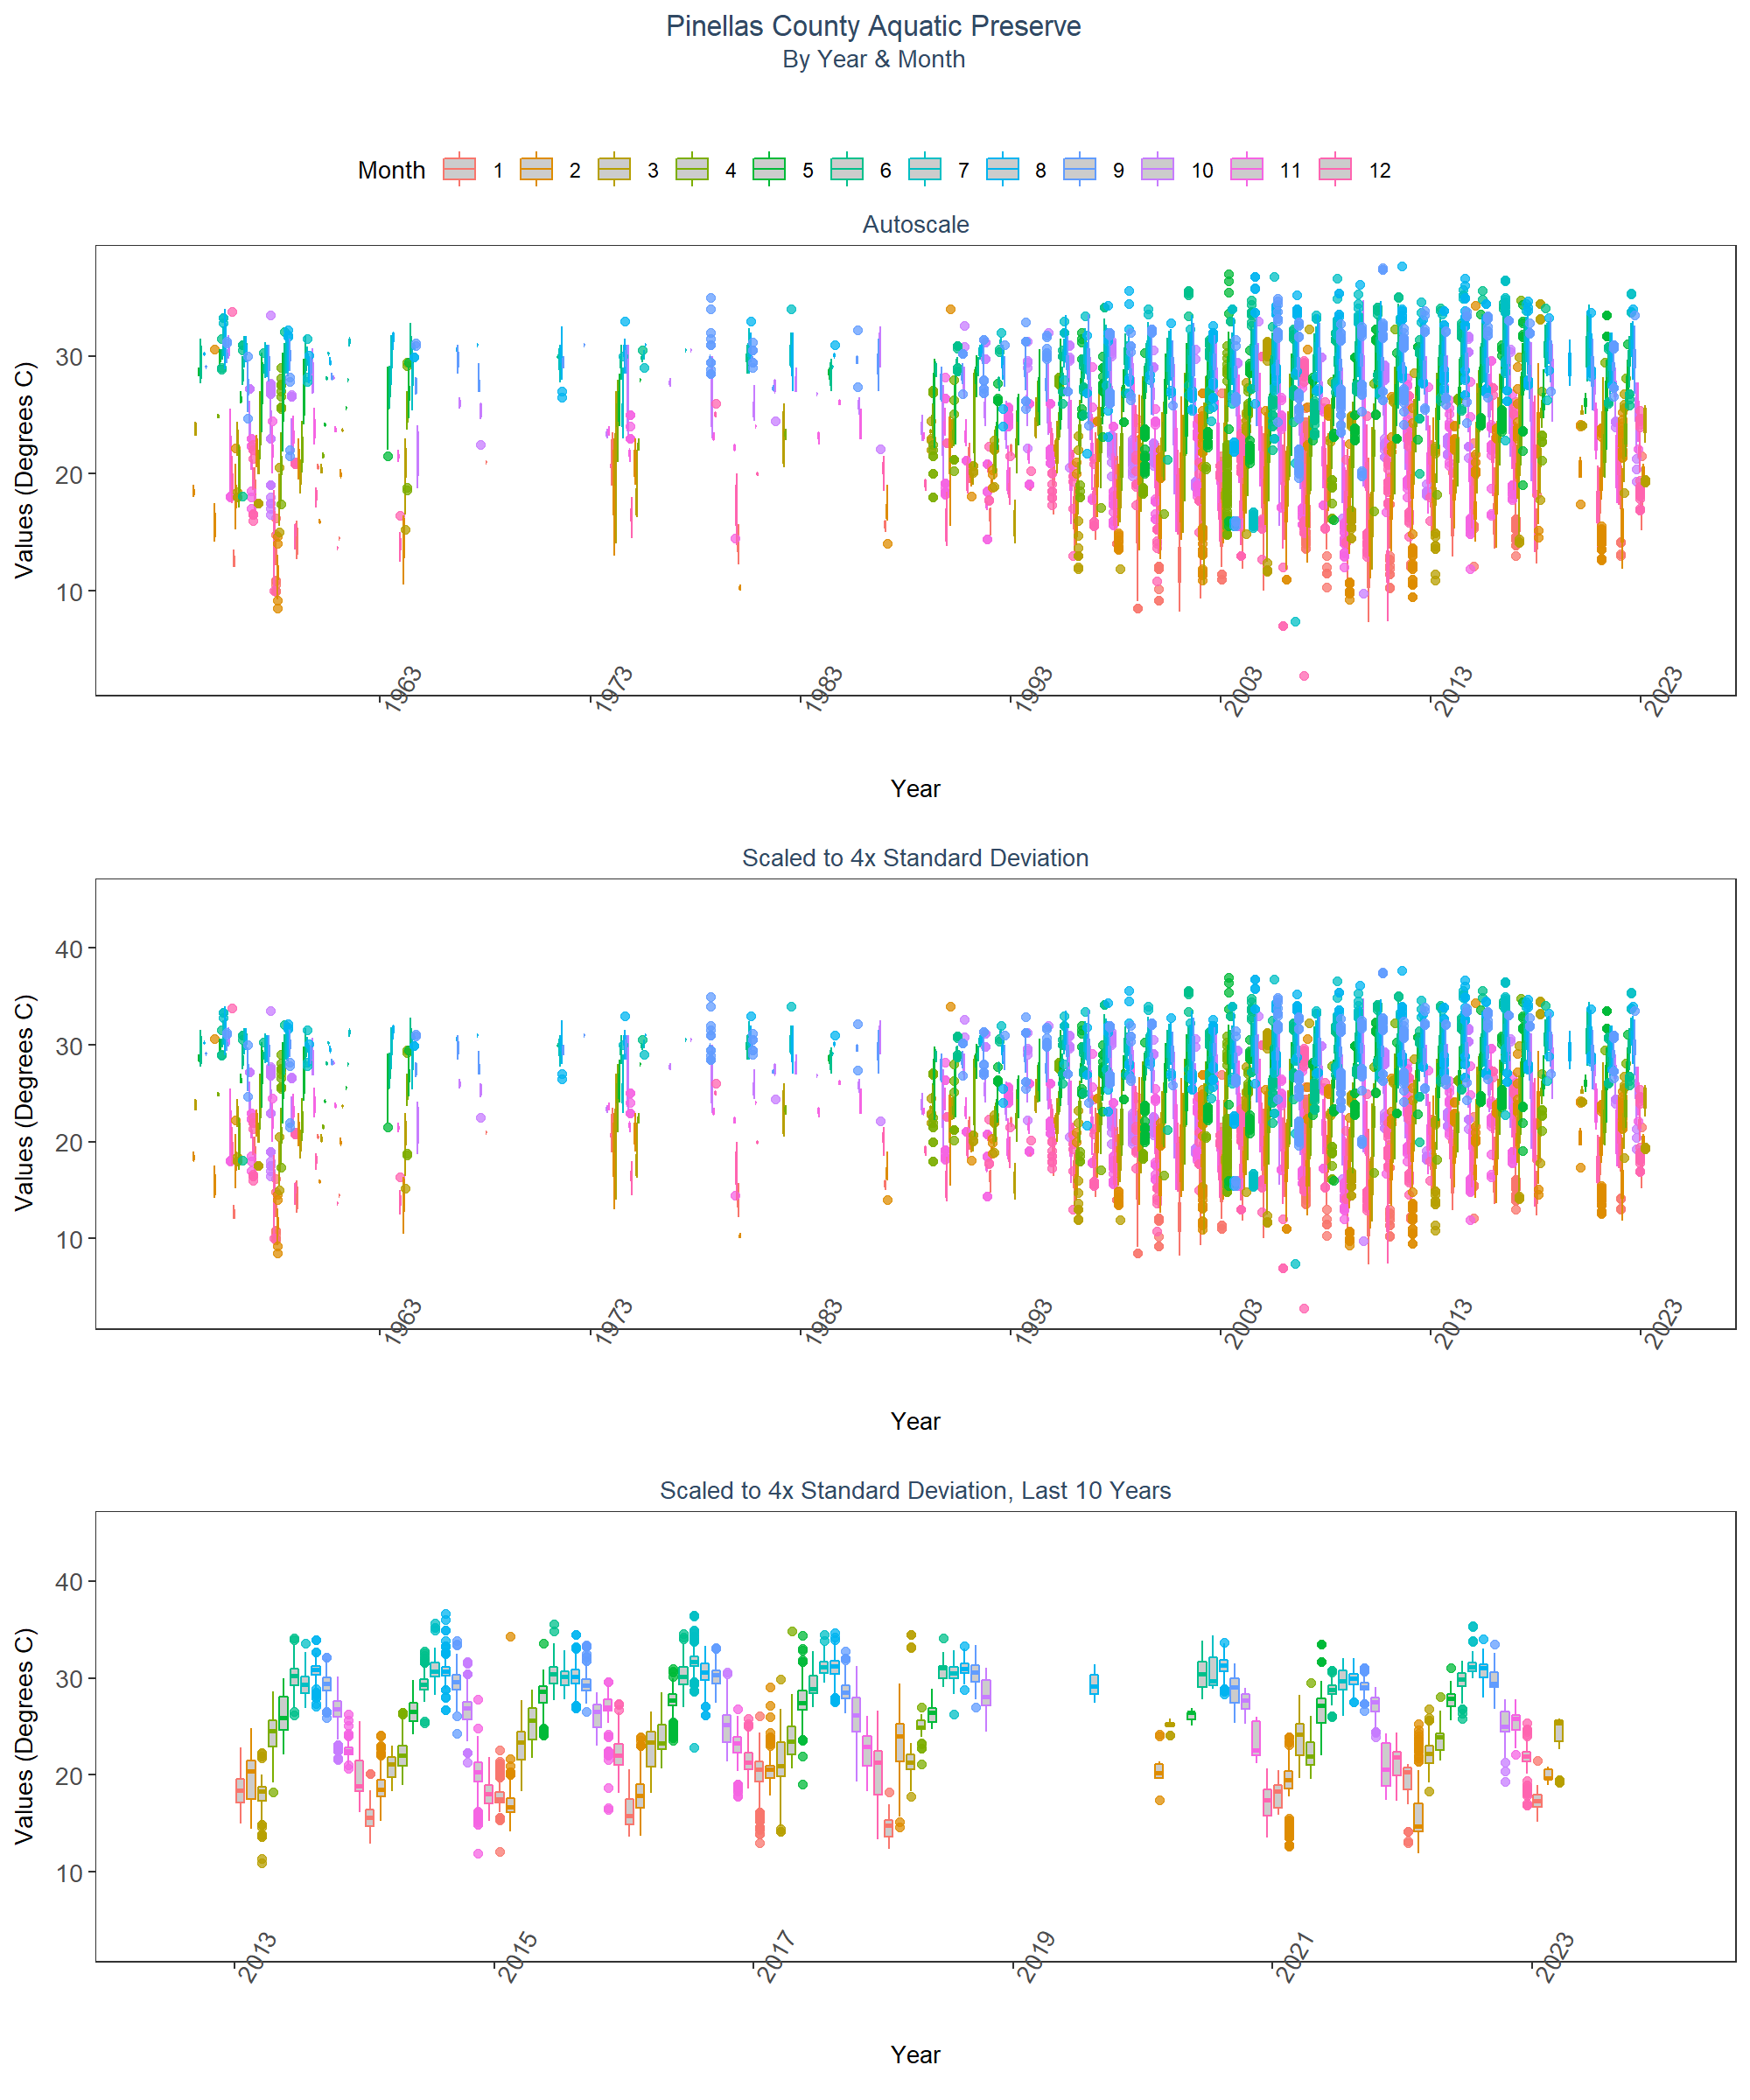 Pinellas County Aquatic Preserve
By Year & Month
Month 1 2 3 4 5 6 7 8 9 10 11 12
Autoscale
Values (Degrees C)
30
20
10
1963 1973 1983 1993 2003 2013 2023
Year
Scaled to 4x Standard Deviation
Values (Degrees C)
40
30
20
10
1963 1973 1983 1993 2003 2013 2023
Year
Scaled to 4x Standard Deviation, Last 10 Years
Values (Degrees C)
40
30
20
10
2013 2015 2017 2019 2021 2023
Year